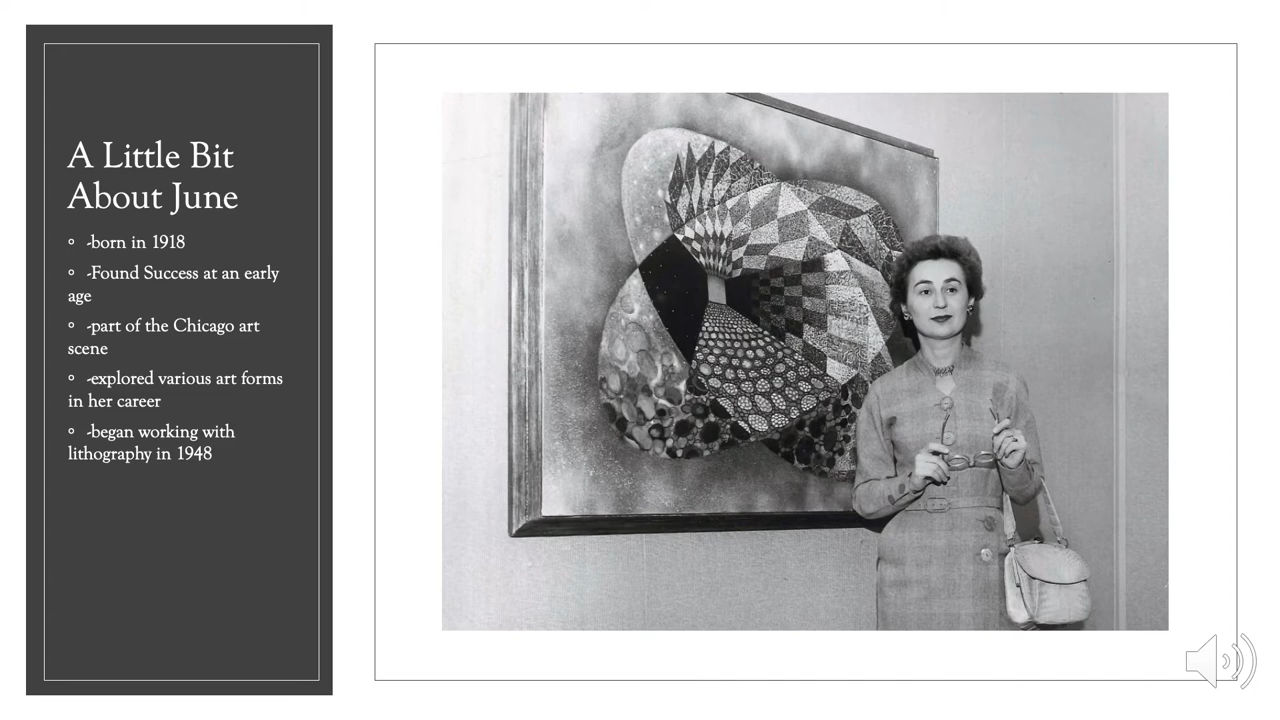 A Little Bit
About June
-born in 1918
-Found Success at an early
age
-part of the Chicago art
scene
-explored various art forms
in her career
-began working with
lithography in 1948